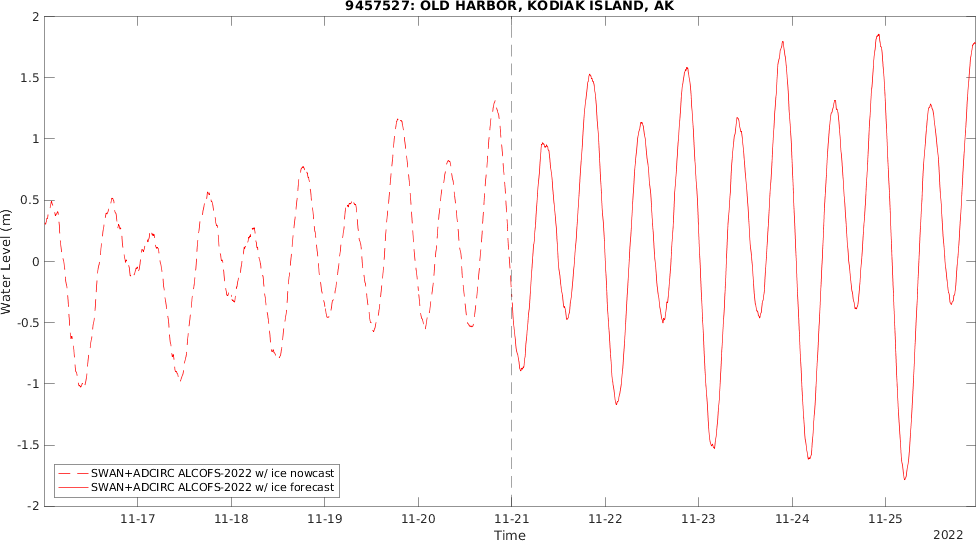 9457527: OLD HARBOR, KODIAK ISLAND, AK
2
1.5
1
0.5
0
-0.5
-1
-1.5
-2
Water Level (m)
SWAN+ADCIRC ALCOFS-2022 w/ ice nowcast
SWAN+ADCIRC ALCOFS-2022 w/ ice forecast
11-17 11-18 11-19 11-20 11-21 11-22 11-23 11-24 11-25
Time
2022